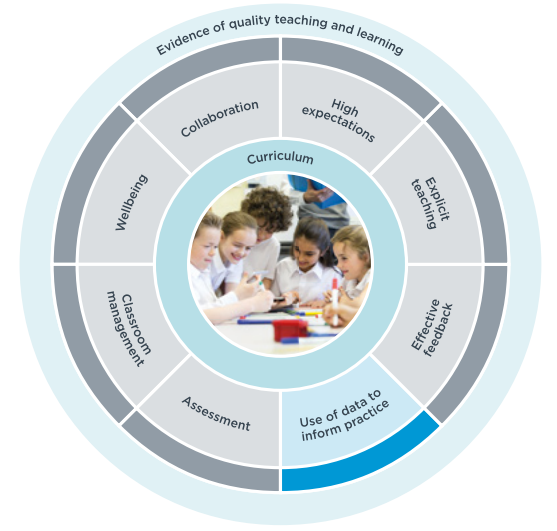 Evidence of quality teaching and learning
High
expectations
Explicit
teaching
Effective
feedback
Use of data to
inform practice
Assessment
Classroom
management
Wellbeing
Collaboration
Curriculum